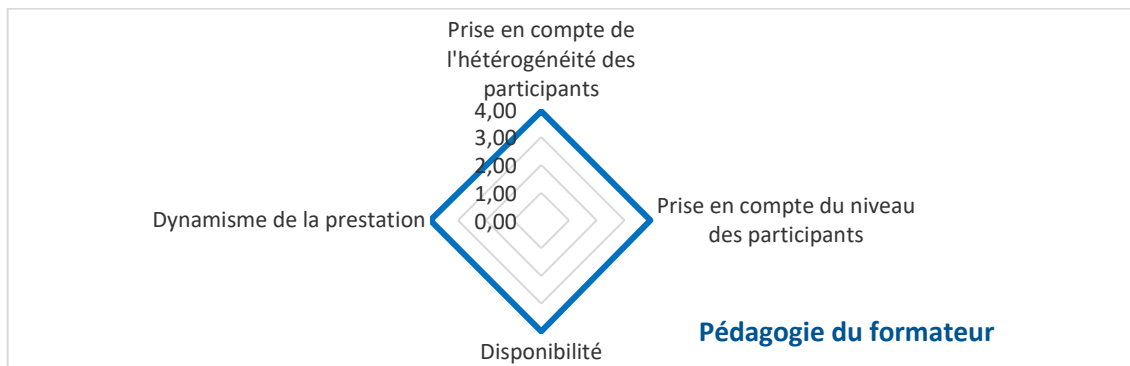 Prise en compte de
l'hétérogénéité des
participants
4,00
3,00
2,00
1,00
0,00
Dynamisme de la prestation
Prise en compte du niveau
des participants
Pédagogie du formateur
Disponibilité